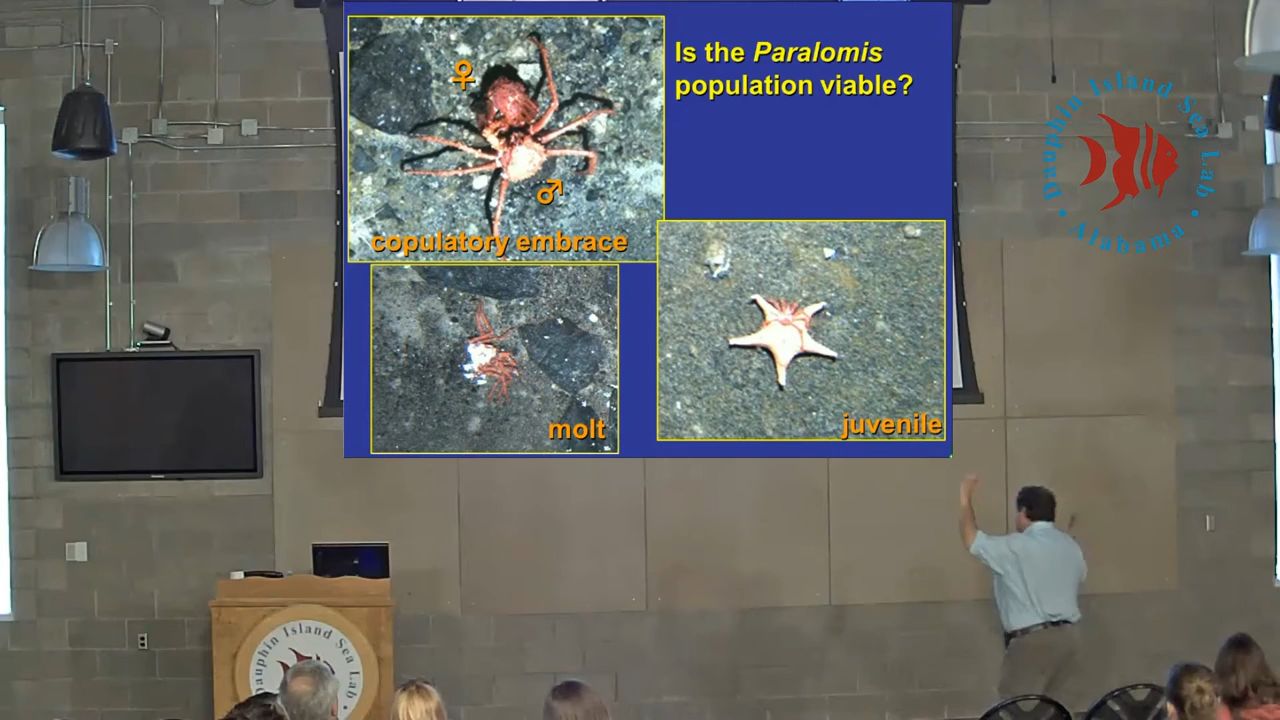 Is the Paralomis
population viable?
♀
♂
copulatory embrace
molt
juvenile
Dauphin Island Sea Lab
• Alabama •
Dauphin Island Sea Lab